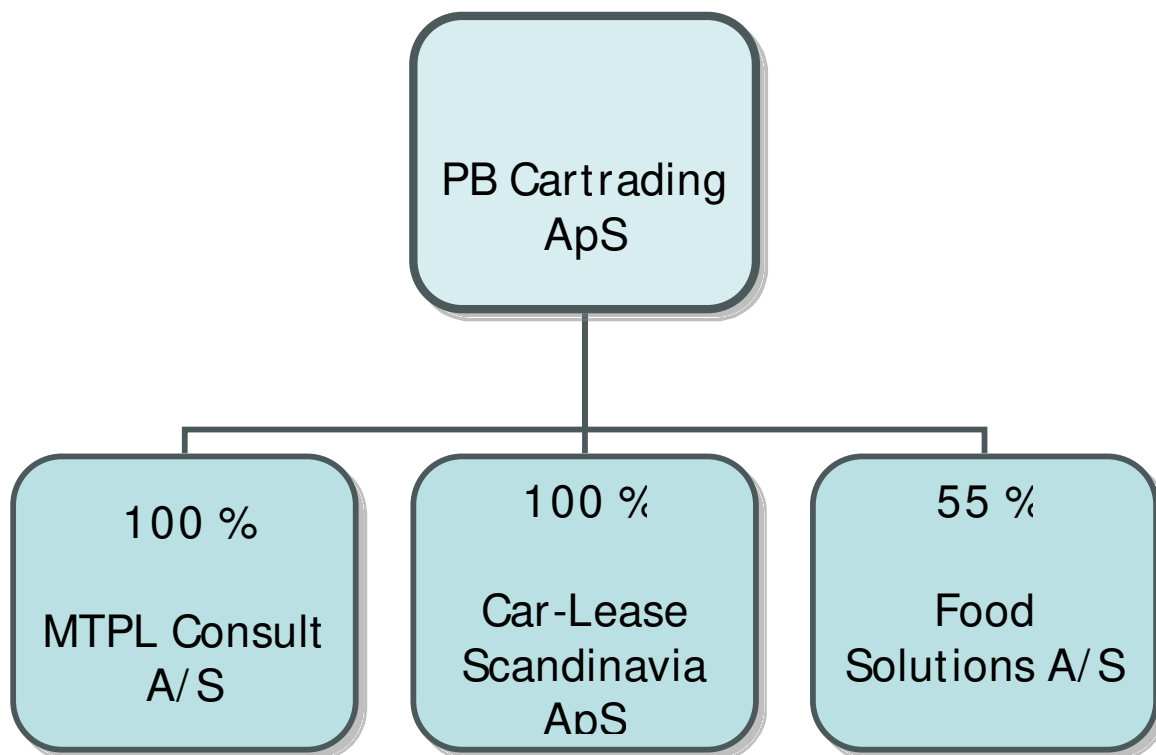 PB Cartrading
ApS
100 %
MTPL Consult
A/S
100 %
Car-Lease
Scandinavia
ApS
55 %
Food
Solutions A/S